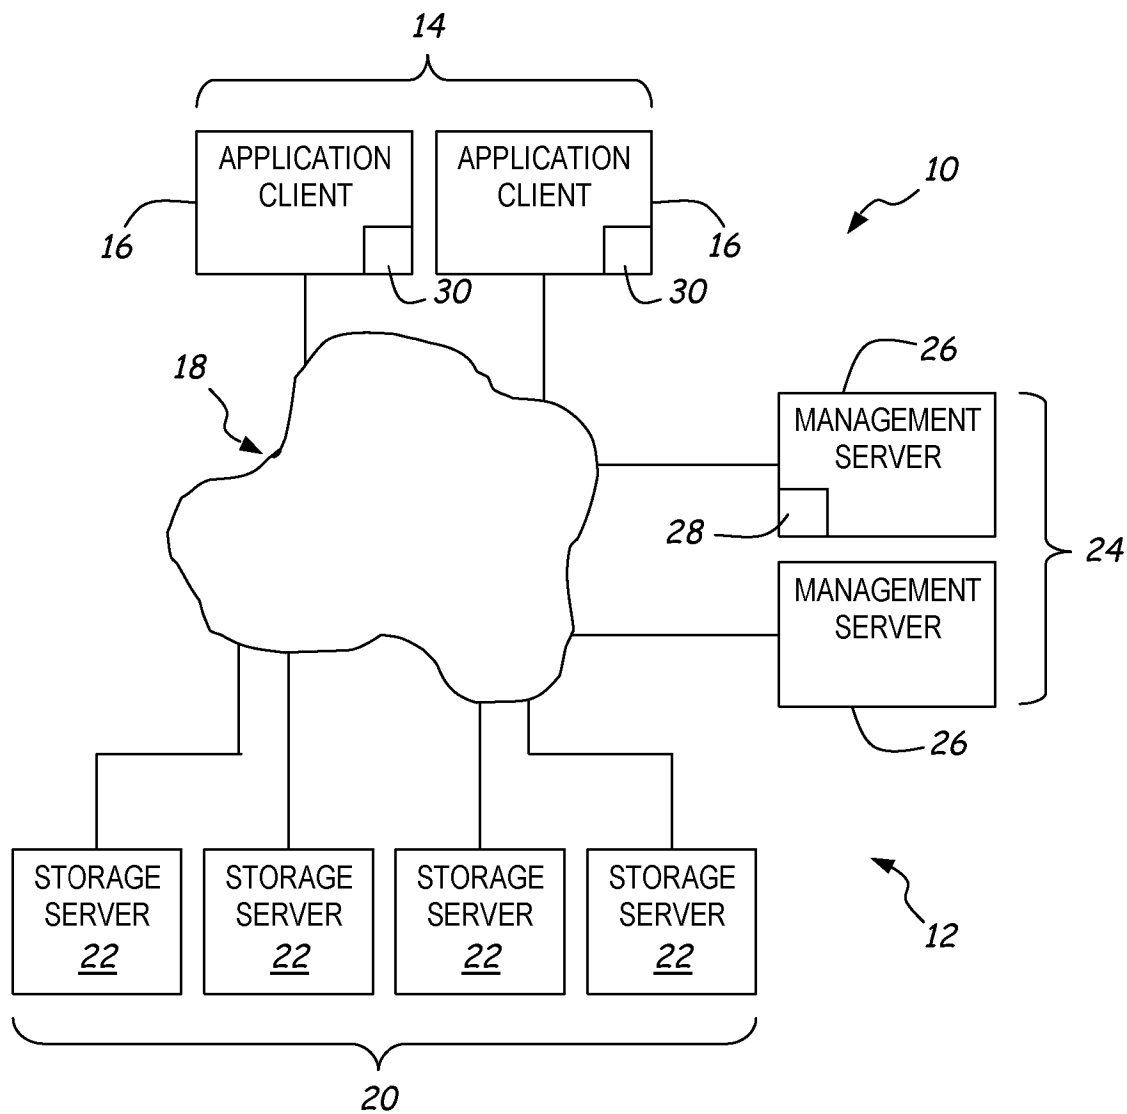 14
APPLICATION
CLIENT
APPLICATION
CLIENT
10
16
16
30
30
18
26
MANAGEMENT
SERVER
28
24
MANAGEMENT
SERVER
26
STORAGE
SERVER
22
STORAGE
SERVER
22
STORAGE
SERVER
22
STORAGE
SERVER
22
12
20